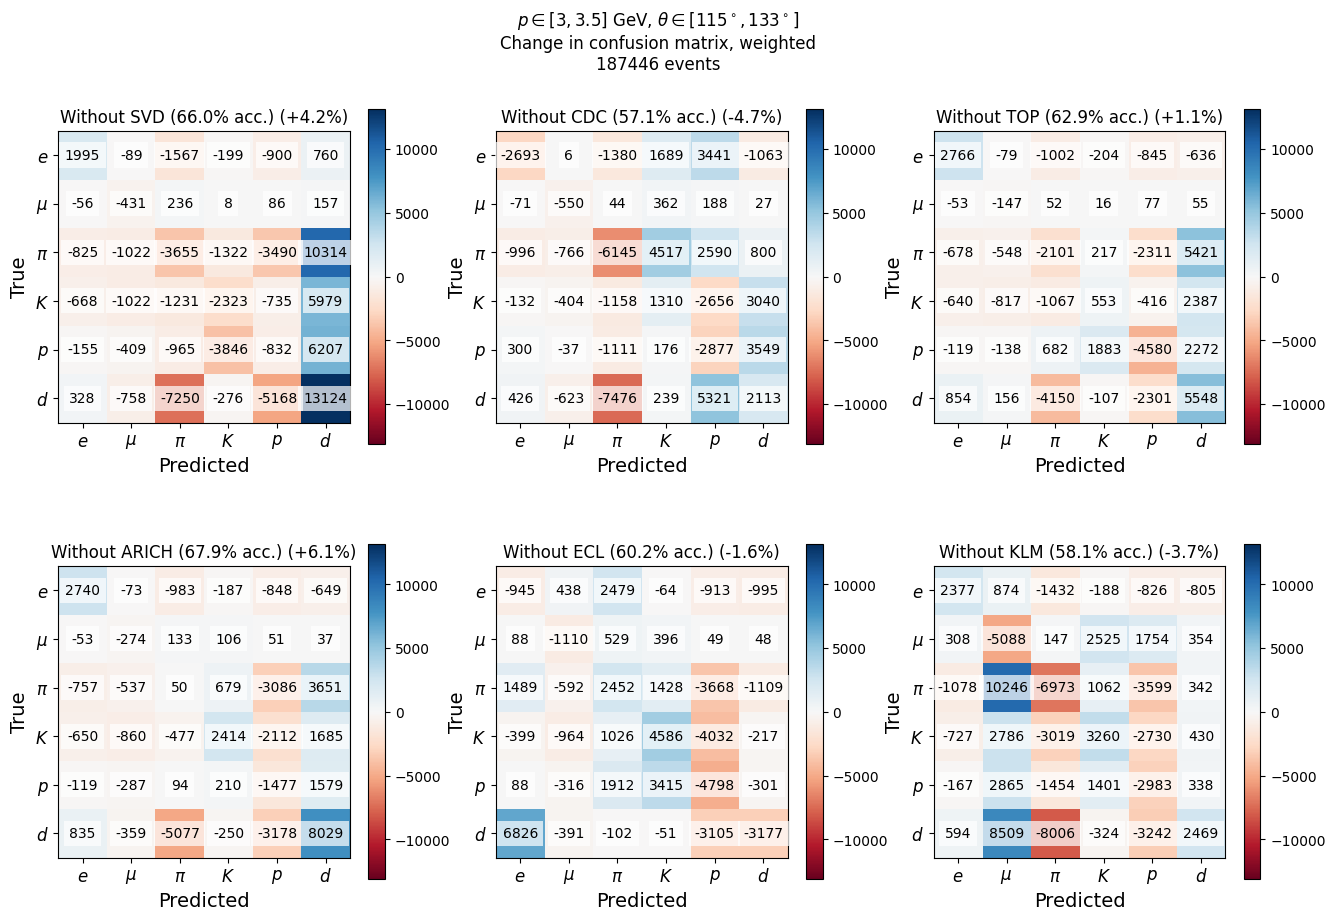 p ∈ [3, 3.5] GeV, θ ∈ [115°, 133°]
Change in confusion matrix, weighted
187446 events
Without SVD (66.0% acc.) (+4.2%)
True
e 1995 -89 -1567 -199 -900 760
μ -56 -431 236 8 86 157
π -825 -1022 -3655 -1322 -3490 10314
K -668 -1022 -1231 -2323 -735 5979
p -155 -409 -965 -3846 -832 6207
d 328 -758 -7250 -276 -5168 13124
e μ π K p d
Predicted
10000
5000
0
−5000
−10000
Without CDC (57.1% acc.) (-4.7%)
True
e -2693 6 -1380 1689 3441 -1063
μ -71 -550 44 362 188 27
π -996 -766 -6145 4517 2590 800
K -132 -404 -1158 1310 -2656 3040
p 300 -37 -1111 176 -2877 3549
d 426 -623 -7476 239 5321 2113
e μ π K p d
Predicted
10000
5000
0
−5000
−10000
Without TOP (62.9% acc.) (+1.1%)
True
e 2766 -79 -1002 -204 -845 -636
μ -53 -147 52 16 77 55
π -678 -548 -2101 217 -2311 5421
K -640 -817 -1067 553 -416 2387
p -119 -138 682 1883 -4580 2272
d 854 156 -4150 -107 -2301 5548
e μ π K p d
Predicted
10000
5000
0
−5000
−10000
Without ARICH (67.9% acc.) (+6.1%)
True
e 2740 -73 -983 -187 -848 -649
μ -53 -274 133 106 51 37
π -757 -537 50 679 -3086 3651
K -650 -860 -477 2414 -2112 1685
p -119 -287 94 210 -1477 1579
d 835 -359 -5077 -250 -3178 8029
e μ π K p d
Predicted
10000
5000
0
−5000
−10000
Without ECL (60.2% acc.) (-1.6%)
True
e -945 438 2479 -64 -913 -995
μ 88 -1110 529 396 49 48
π 1489 -592 2452 1428 -3668 -1109
K -399 -964 1026 4586 -4032 -217
p 88 -316 1912 3415 -4798 -301
d 6826 -391 -102 -51 -3105 -3177
e μ π K p d
Predicted
10000
5000
0
−5000
−10000
Without KLM (58.1% acc.) (-3.7%)
True
e 2377 874 -1432 -188 -826 -805
μ 308 -5088 147 2525 1754 354
π -1078 10246 -6973 1062 -3599 342
K -727 2786 -3019 3260 -2730 430
p -167 2865 -1454 1401 -2983 338
d 594 8509 -8006 -324 -3242 2469
e μ π K p d
Predicted
10000
5000
0
−5000
−10000